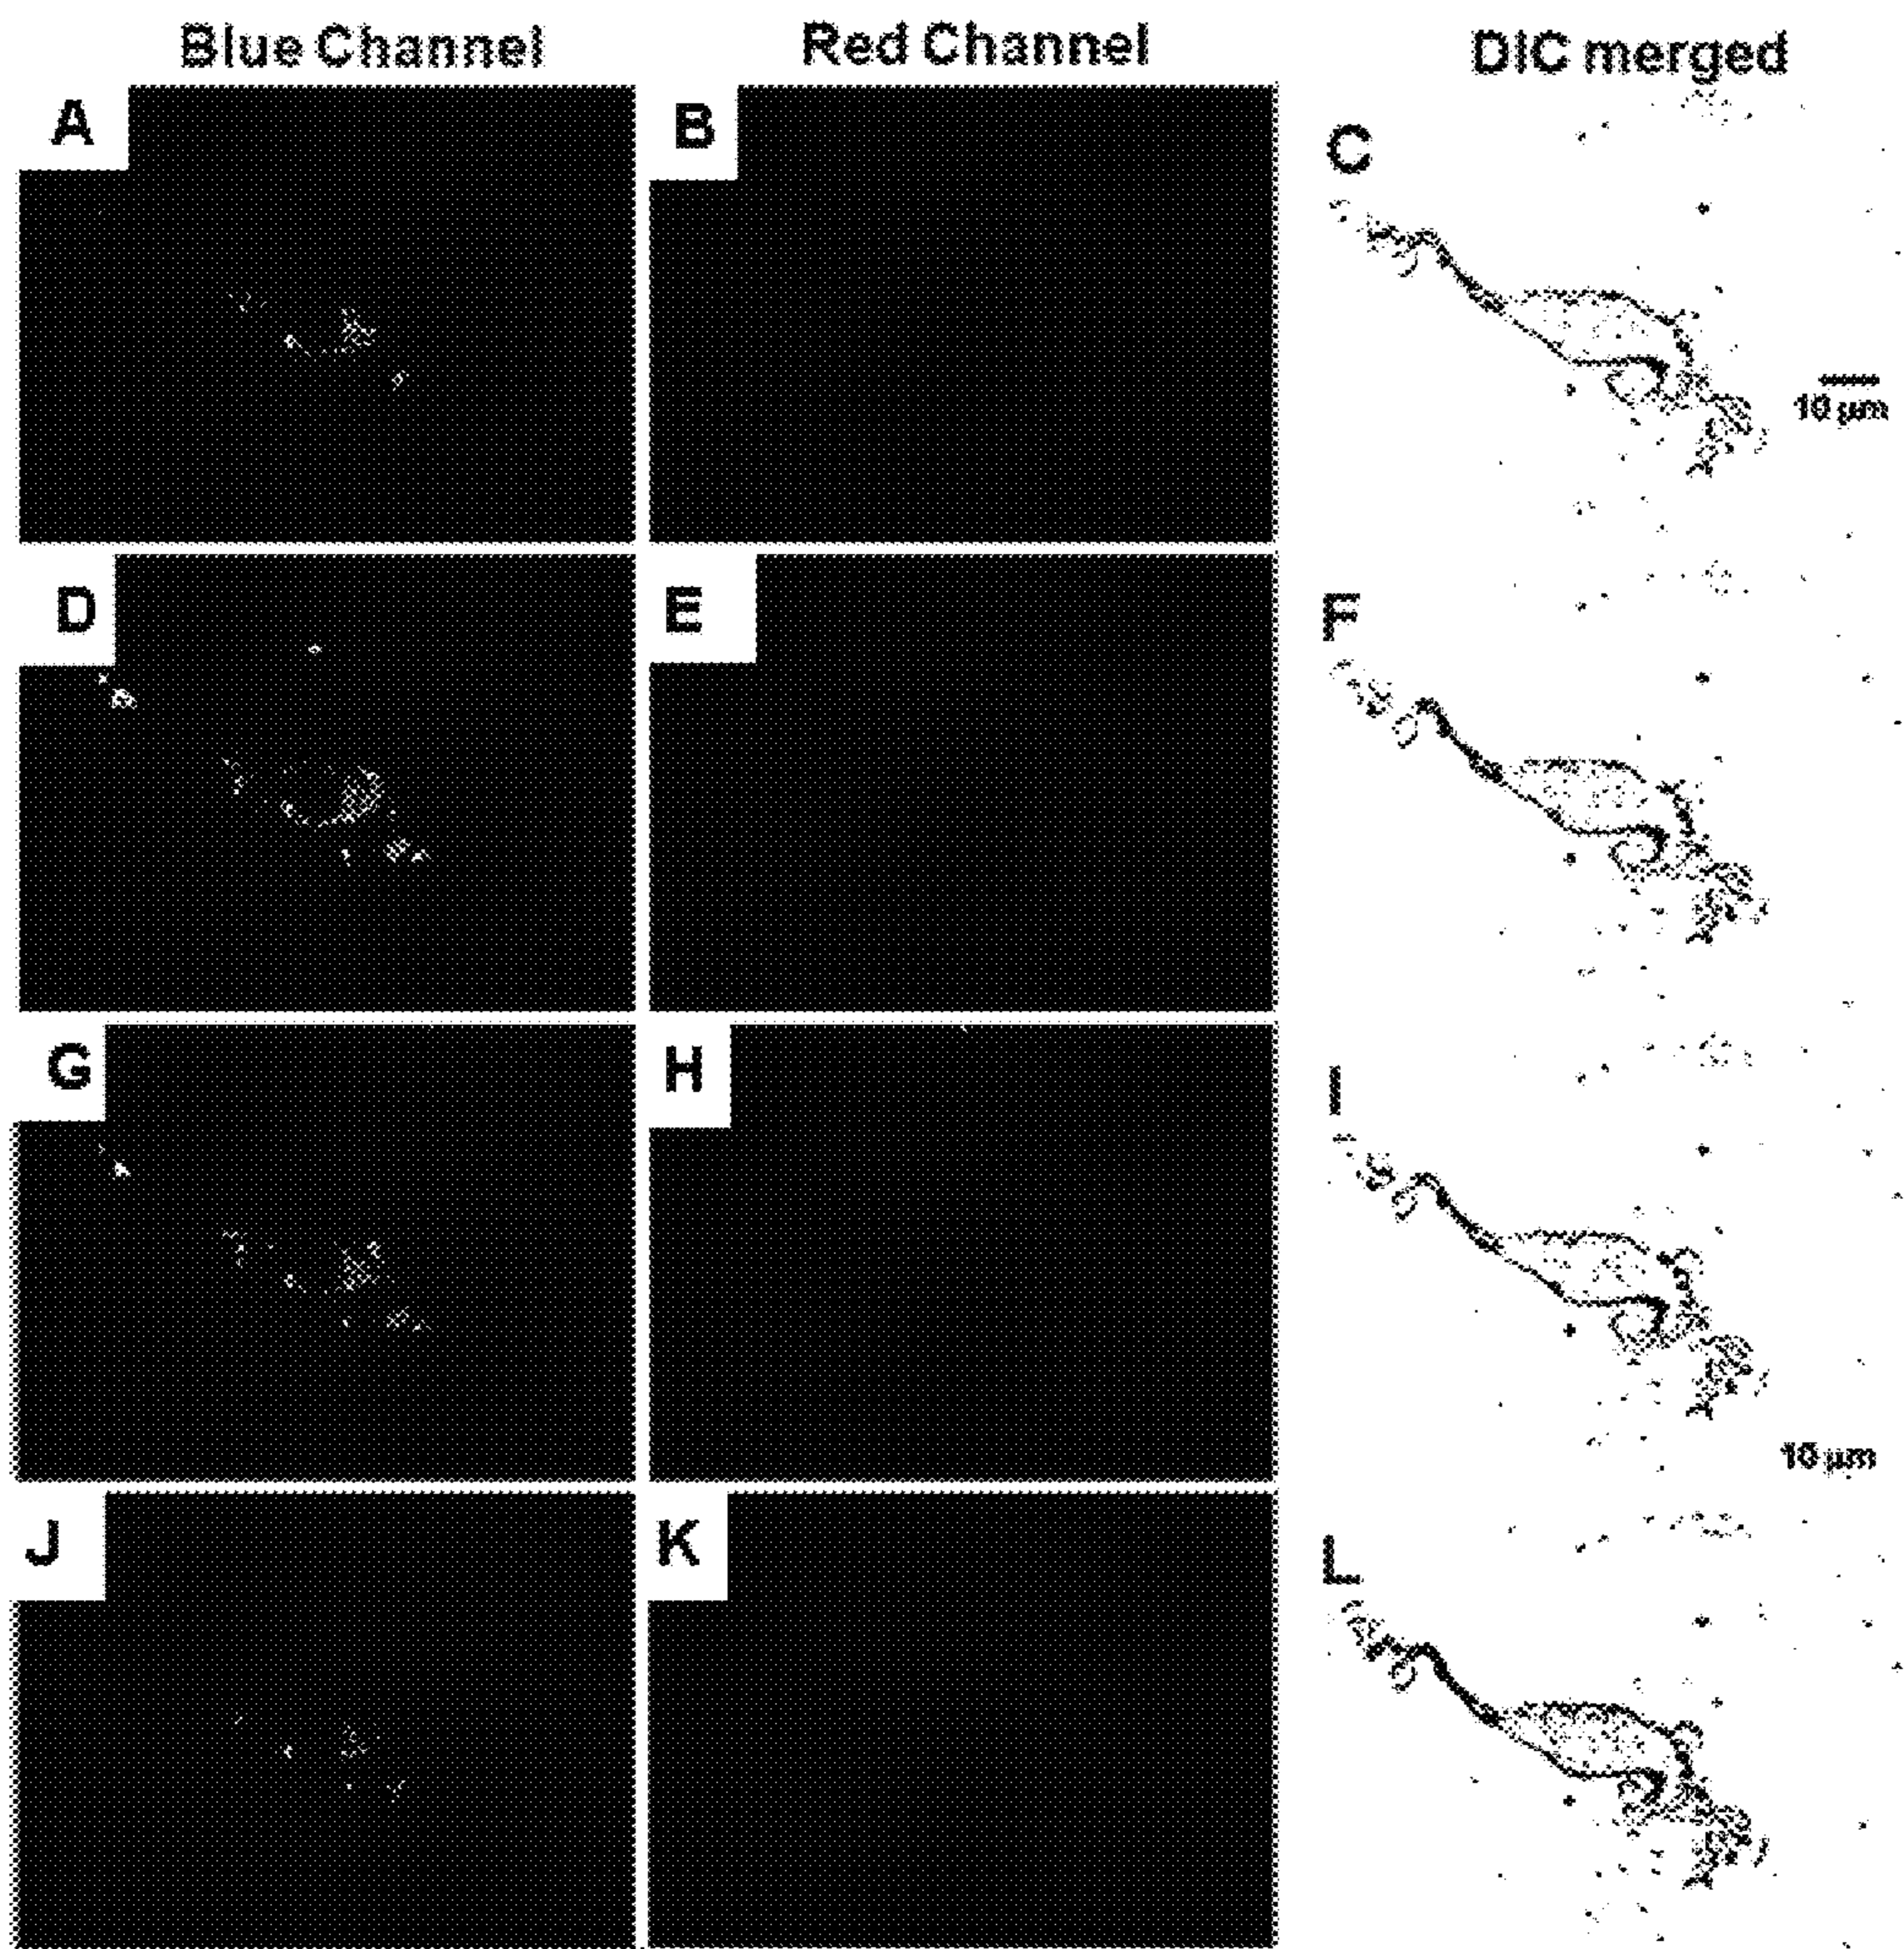 Blue Channel Red Channel DIC merged
A B C
10 µm
D E F
G H I
10 µm
J K L